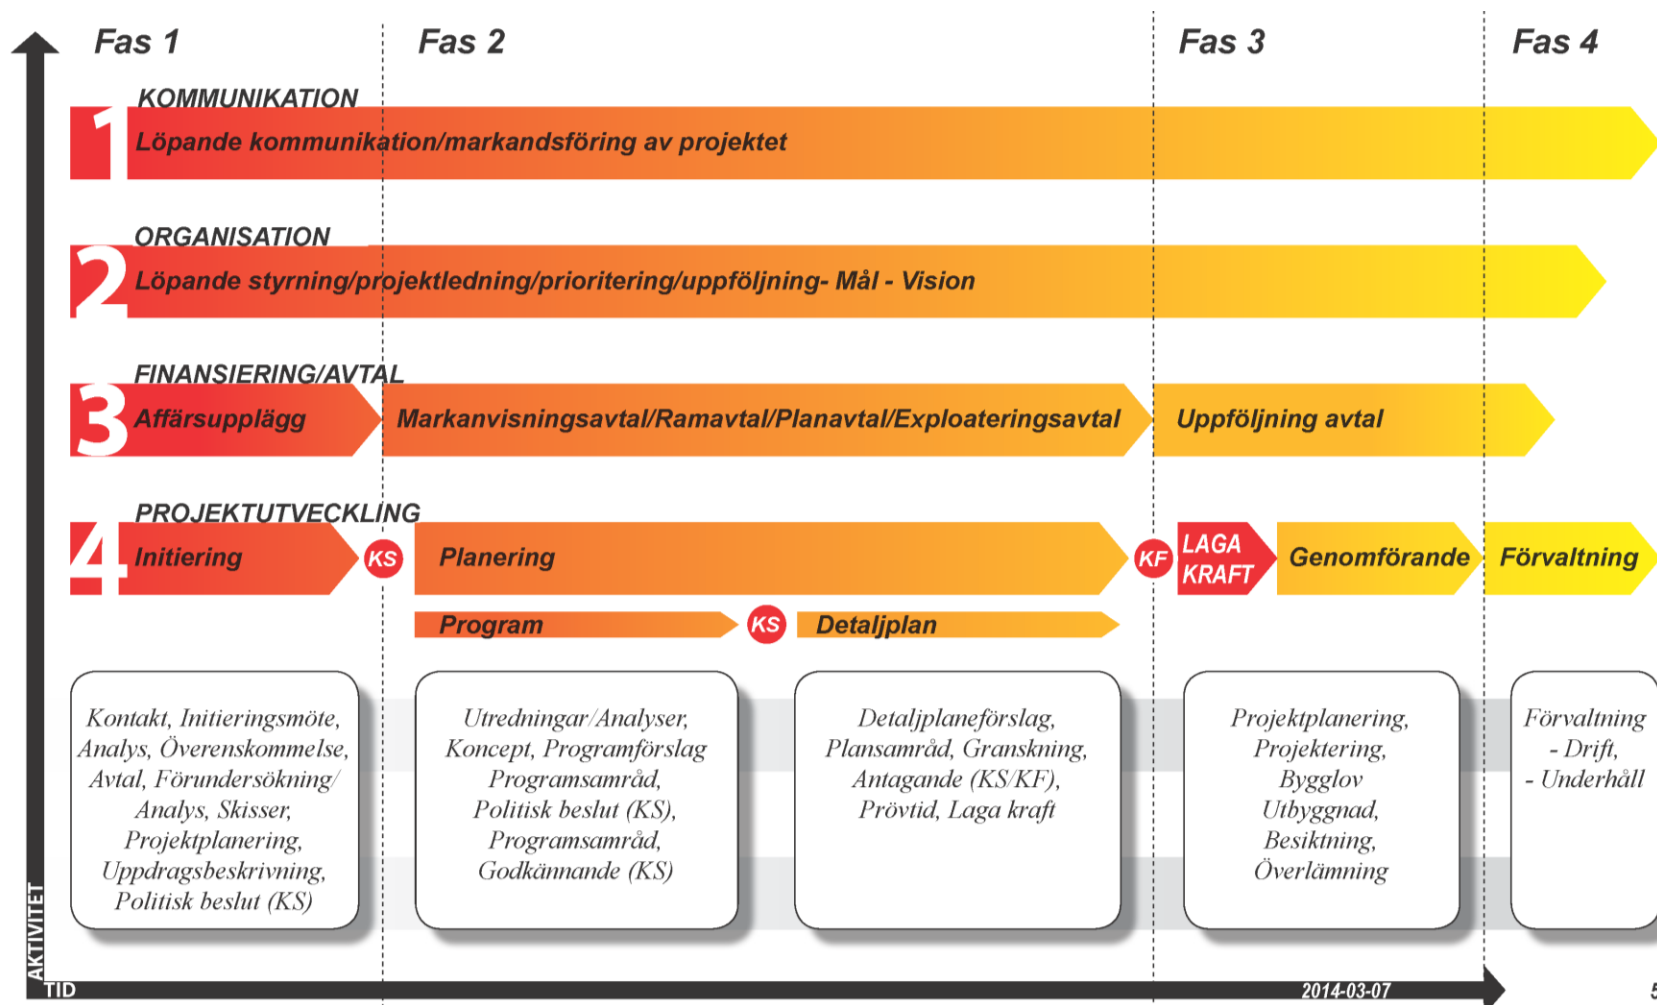 Fas 1
Fas 2
Fas 3
Fas 4
KOMMUNIKATION
1
Löpande kommunikation/markandsföring av projektet
ORGANISATION
2
Löpande styrning/projektledning/prioritering/uppföljning- Mål - Vision
FINANSIERING/AVTAL
3
Affärsupplägg
Markanvisningsavtal/Ramavtal/Planavtal/Exploateringsavtal
Uppföljning avtal
PROJEKTUTVECKLING
4
Initiering
KS
Planering
KF
LAGA
KRAFT
Genomförande
Förvaltning
Program
KS
Detaljplan
Kontakt, Initieringsmöte,
Analys, Överenskommelse,
Avtal, Förundersökning/
Analys, Skisser,
Projektplanering,
Uppdragsbeskrivning,
Politisk beslut (KS)
Utredningar/Analyser,
Koncept, Programförslag
Programsamråd,
Politisk beslut (KS),
Programsamråd,
Godkännande (KS)
Detaljplaneförslag,
Plansamråd, Granskning,
Antagande (KS/KF),
Prövtid, Laga kraft
Projektplanering,
Projektering,
Bygglov
Utbyggnad,
Besiktning,
Överlämning
Förvaltning
- Drift,
- Underhåll
AKTIVITET
TID
2014-03-07
5